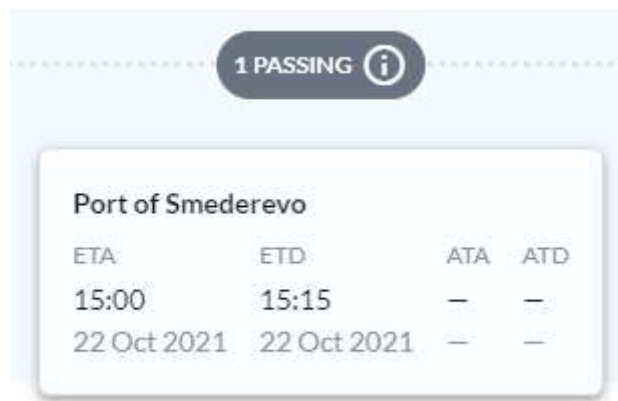 1 PASSING
Port of Smederevo
ETA ETD ATA ATD
15:00 15:15 — —
22 Oct 2021 22 Oct 2021 — —